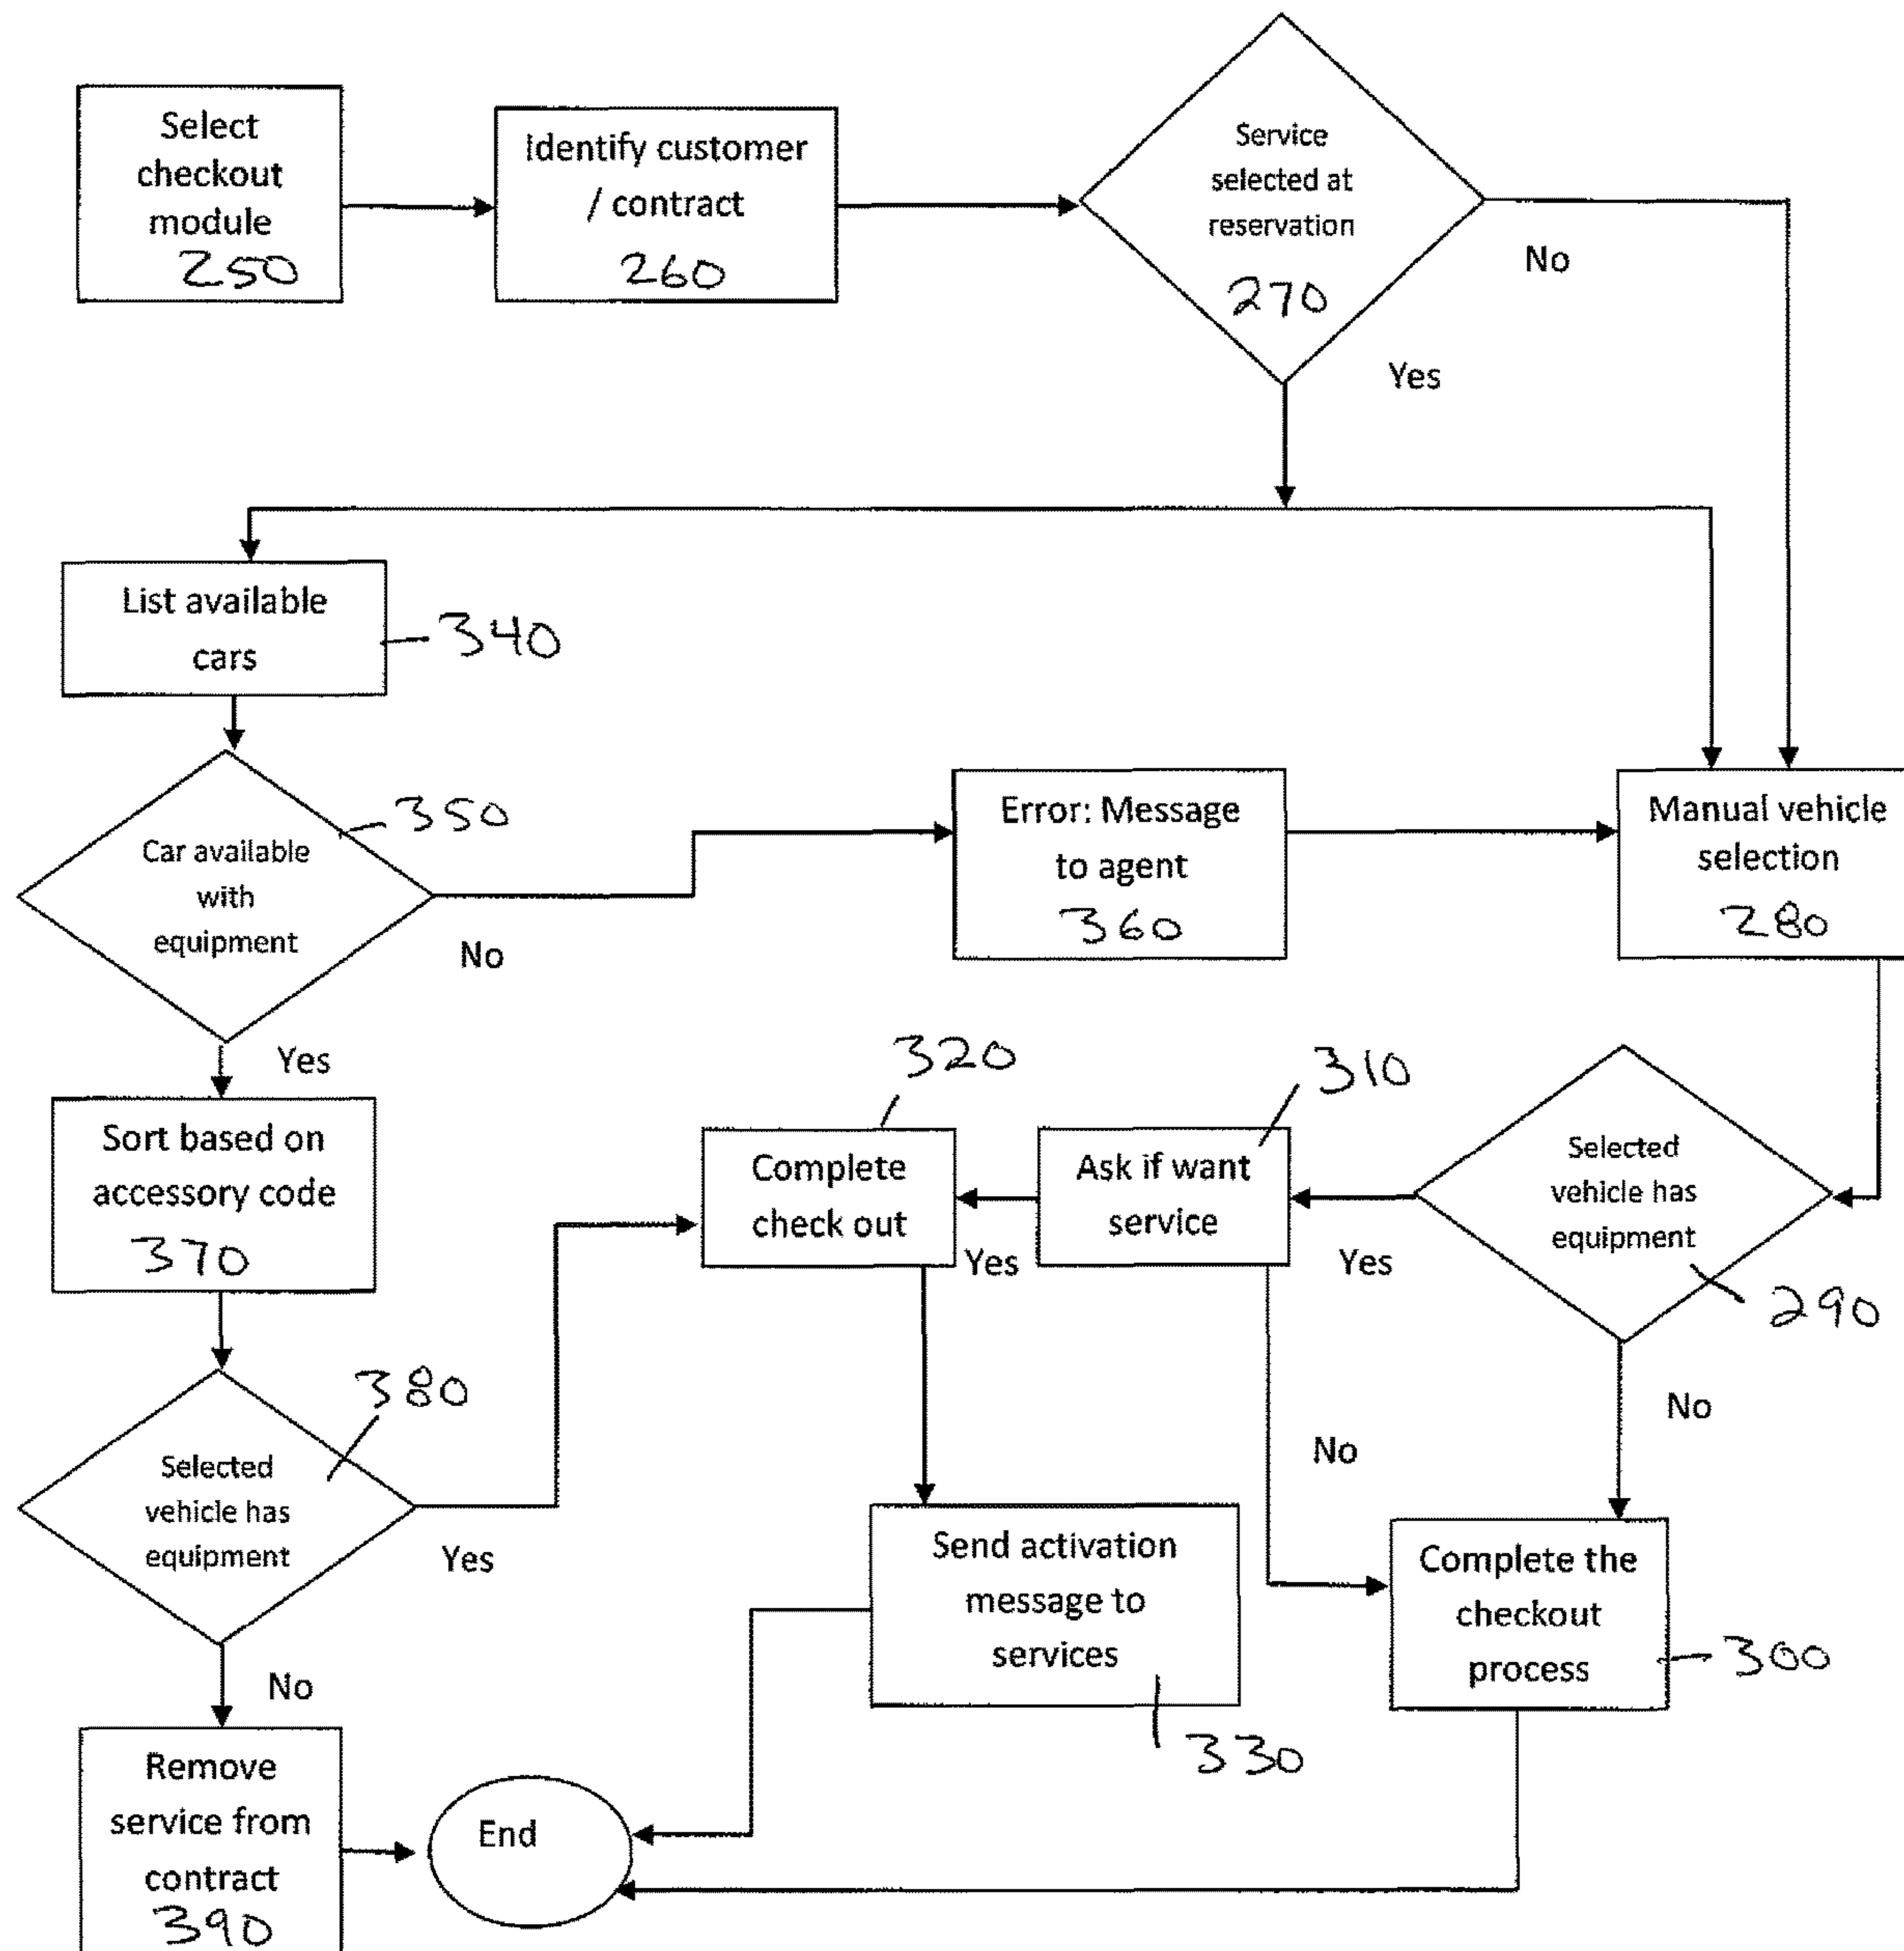 Select
checkout
module
250
Identify customer
/ contract
260
Service
selected at
reservation
270
No
Yes
List available
cars
340
Car available
with
equipment
350
No
Yes
Error: Message
to agent
360
Manual vehicle
selection
280
Sort based on
accessory code
370
320
Complete
check out
Yes
310
Ask if want
service
Yes
No
Selected
vehicle has
equipment
290
No
Selected
vehicle has
equipment
380
Yes
No
Send activation
message to
services
330
Complete the
checkout
process
300
Remove
service from
contract
390
End